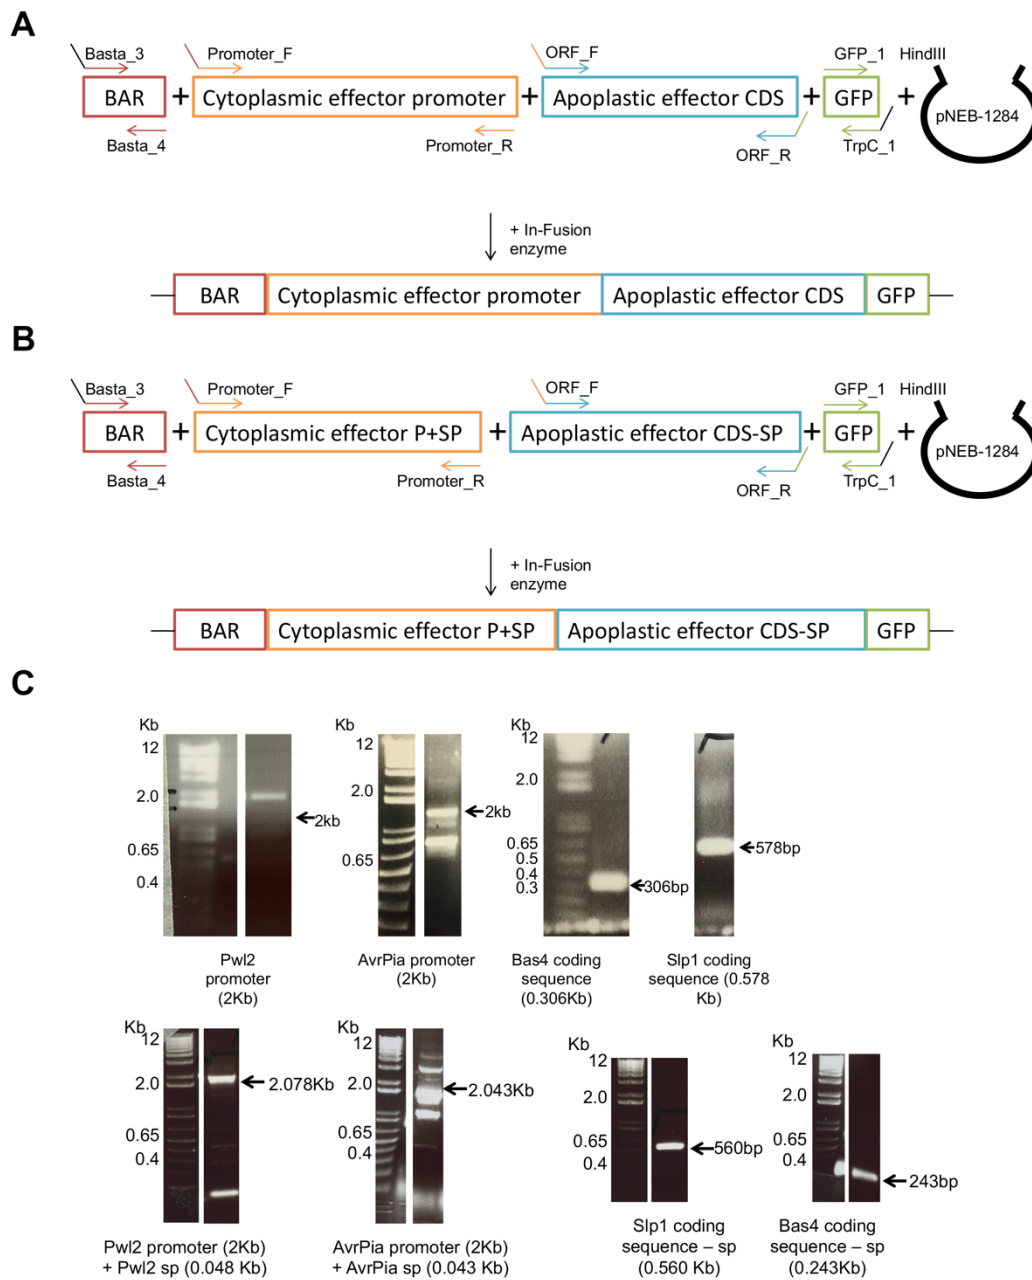 A
Basta_3
Promoter_F
ORF_F
GFP_1
HindIII
BAR
+
Cytoplasmic effector promoter
+
Apoplastic effector CDS
+
GFP
+
pNEB-1284
Basta_4
Promoter_R
ORF_R
TrpC_1
+ In-Fusion
enzyme
BAR
Cytoplasmic effector promoter
Apoplastic effector CDS
GFP
B
Basta_3
Promoter_F
ORF_F
GFP_1
HindIII
BAR
+
Cytoplasmic effector P+SP
+
Apoplastic effector CDS-SP
+
GFP
+
pNEB-1284
Basta_4
Promoter_R
ORF_R
TrpC_1
+ In-Fusion
enzyme
BAR
Cytoplasmic effector P+SP
Apoplastic effector CDS-SP
GFP
C
Kb
12
2.0
0.65
0.4
2kb
Pwl2
promoter
(2Kb)
Kb
12
2.0
0.65
2kb
AvrPia promoter
(2Kb)
Kb
12
2.0
0.65
0.5
0.4
0.3
306bp
Bas4 coding
sequence
(0.306Kb)
578bp
Slp1 coding
sequence (0.578
Kb)
Kb
12
2.0
0.65
0.4
2.078Kb
Pwl2 promoter (2Kb)
+ Pwl2 sp (0.048 Kb)
Kb
12
2.0
0.65
0.4
2.043Kb
AvrPia promoter (2Kb)
+ AvrPia sp (0.043 Kb)
Kb
12
2.0
0.65
0.4
560bp
Slp1 coding
sequence – sp
(0.560 Kb)
Kb
12
2.0
0.65
0.4
243bp
Bas4 coding
sequence – sp
(0.243Kb)